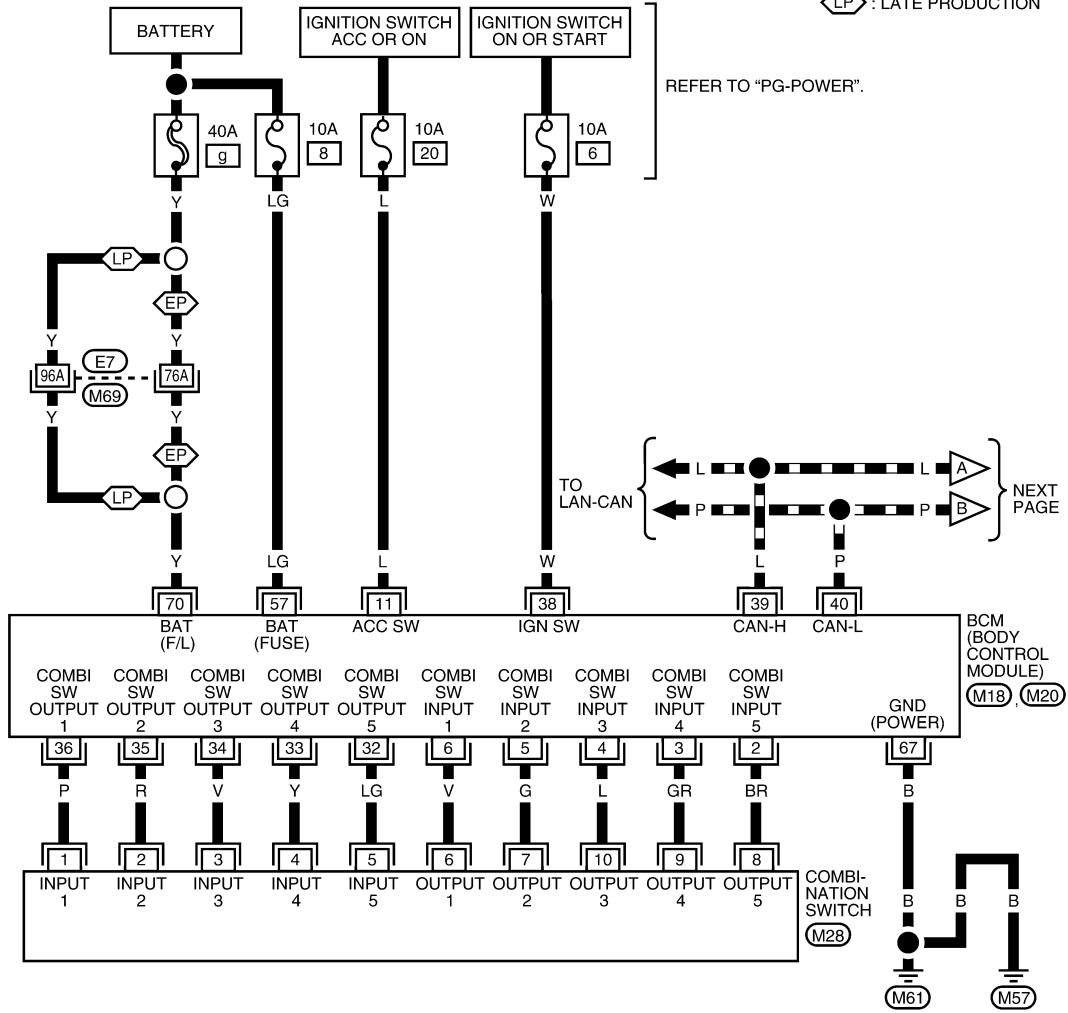 LP : LATE PRODUCTION
BATTERY
IGNITION SWITCH
ACC OR ON
IGNITION SWITCH
ON OR START
REFER TO “PG-POWER”.
40A
g
10A
8
10A
20
10A
6
Y LG L W
LP
EP
Y Y
96A
E7
M69
76A
Y Y
EP
LP
TO
LAN-CAN
L L A
P P B
NEXT
PAGE
Y LG L W L P
70 57 11 38 39 40
BAT
(F/L)
BAT
(FUSE)
ACC SW
IGN SW
CAN-H
CAN-L
BCM
(BODY
CONTROL
MODULE)
M18 , M20
COMBI
SW
OUTPUT
1
COMBI
SW
OUTPUT
2
COMBI
SW
OUTPUT
3
COMBI
SW
OUTPUT
4
COMBI
SW
OUTPUT
5
COMBI
SW
INPUT
1
COMBI
SW
INPUT
2
COMBI
SW
INPUT
3
COMBI
SW
INPUT
4
COMBI
SW
INPUT
5
GND
(POWER)
36 35 34 33 32 6 5 4 3 2 67
P R V Y LG V G L GR BR B
1 2 3 4 5 6 7 10 9 8
INPUT
1
INPUT
2
INPUT
3
INPUT
4
INPUT
5
OUTPUT
1
OUTPUT
2
OUTPUT
3
OUTPUT
4
OUTPUT
5
COMBI-
NATION
SWITCH
M28
B B B
M61 M57